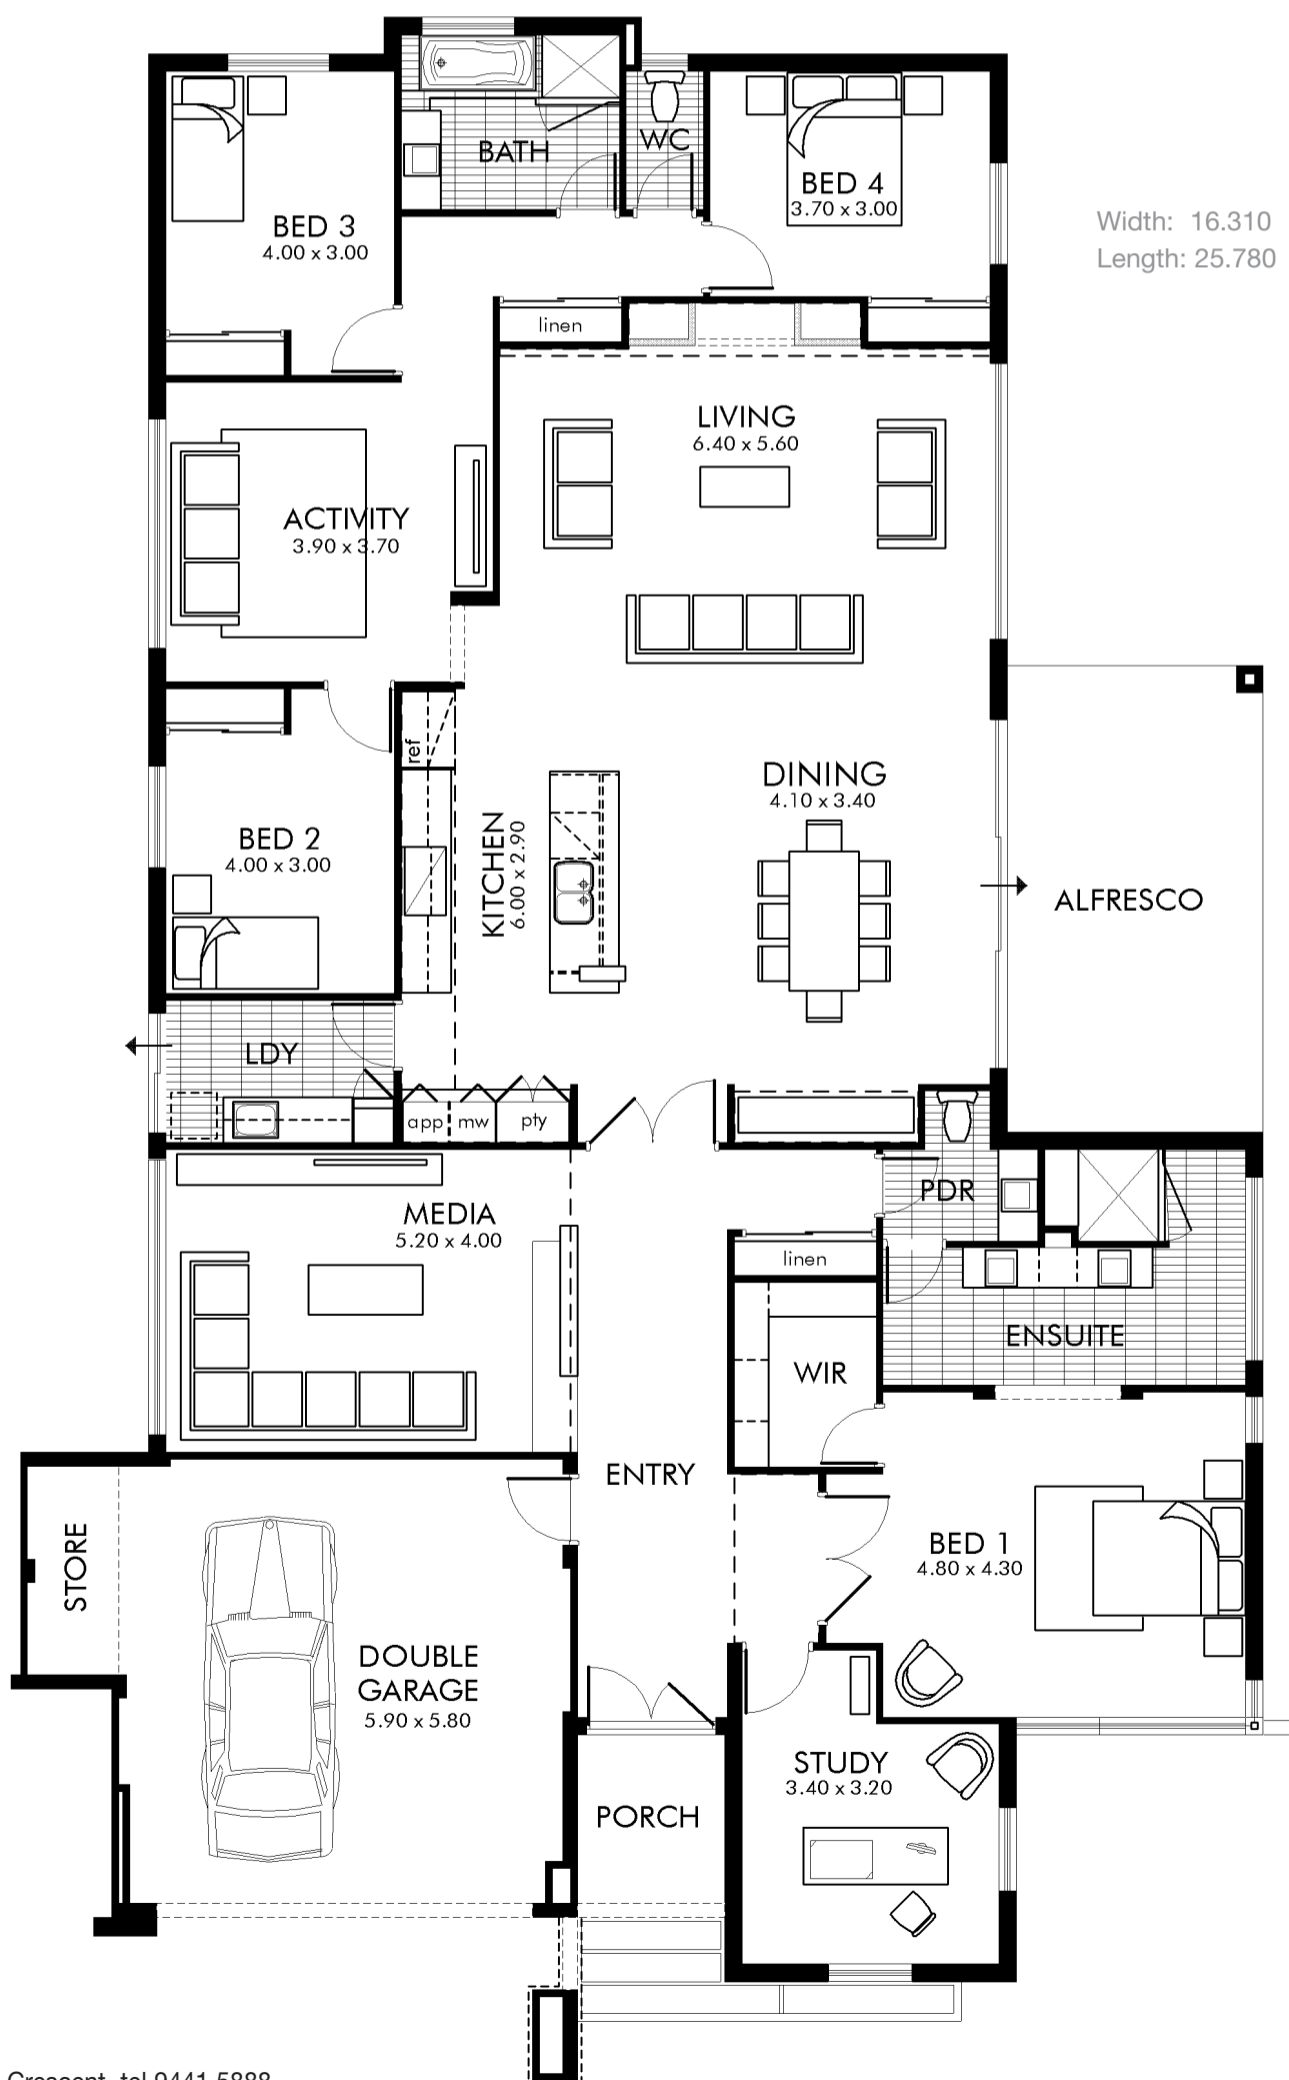 BATH
WC
BED 4
3.70 x 3.00
BED 3
4.00 x 3.00
Width: 16.310
Length: 25.780
linen
LIVING
6.40 x 5.60
ACTIVITY
3.90 x 3.70
ref
DINING
4.10 x 3.40
KITCHEN
6.00 x 2.90
BED 2
4.00 x 3.00
ALFRESCO
LDY
app
mw
pty
PDR
MEDIA
5.20 x 4.00
linen
ENSUITE
WIR
ENTRY
STORE
BED 1
4.80 x 4.30
DOUBLE
GARAGE
5.90 x 5.80
STUDY
3.40 x 3.20
PORCH
Crescent tel 9441 5888